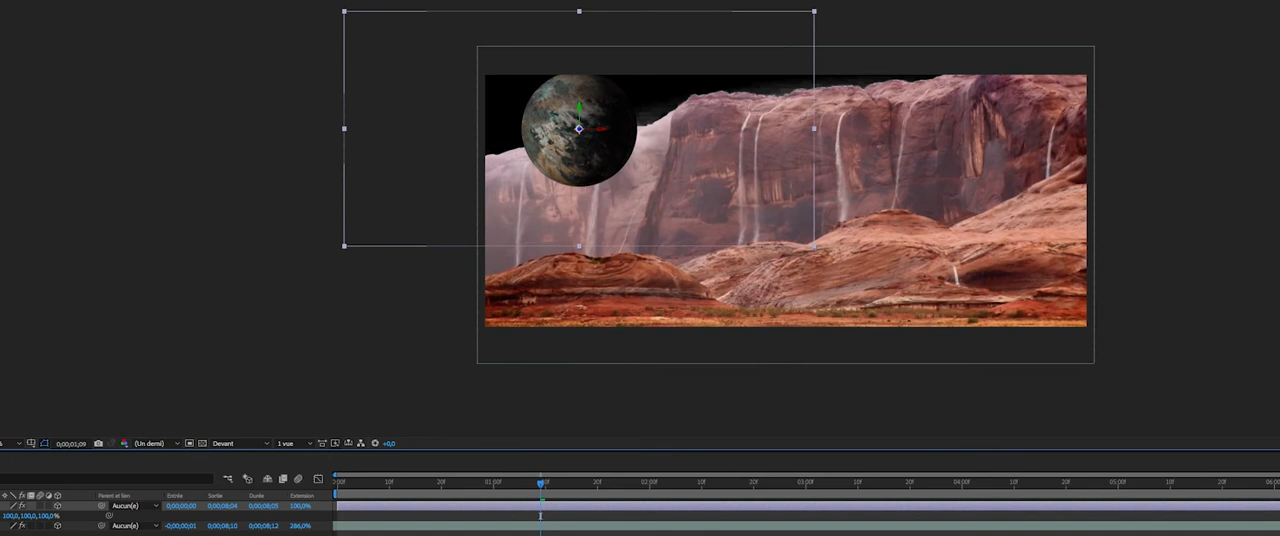 0;00;01;09 (Un demi) Devant 1 vue +0,0
0:00f 10f 20f 01:00f 10f 20f 02:00f 10f 20f 03:00f 10f 20f 04:00f 10f 20f 05:00f 10f 20f 06:00
Parent et lien Entrée Sortie Durée Extension
fx Aucun(e) 0;00;00;00 0;00;08;04 0;00;08;05 100,0%
100,0,100,0,100,0%
fx Aucun(e) -0;00;00;01 0;00;08;10 0;00;08;12 286,0%